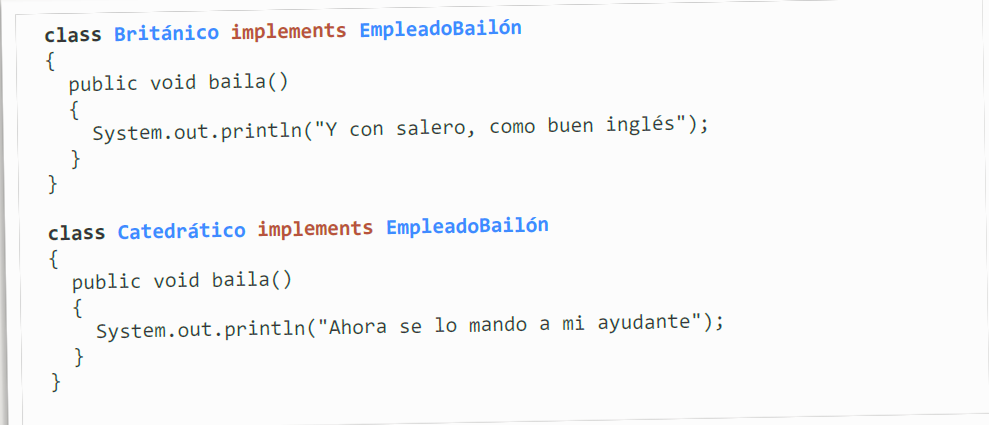 class Británico implements EmpleadoBailón
{
public void baila()
{
System.out.println("Y con salero, como buen inglés");
}
}
class Catedrático implements EmpleadoBailón
{
public void baila()
{
System.out.println("Ahora se lo mando a mi ayudante");
}
}